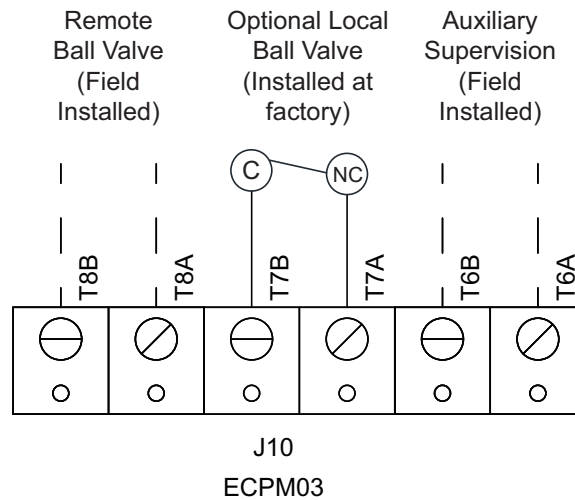 Remote
Ball Valve
(Field
Installed)
Optional Local
Ball Valve
(Installed at
factory)
Auxiliary
Supervision
(Field
Installed)
C
NC
T8B
T8A
T7B
T7A
T6B
T6A
J10
ECPM03